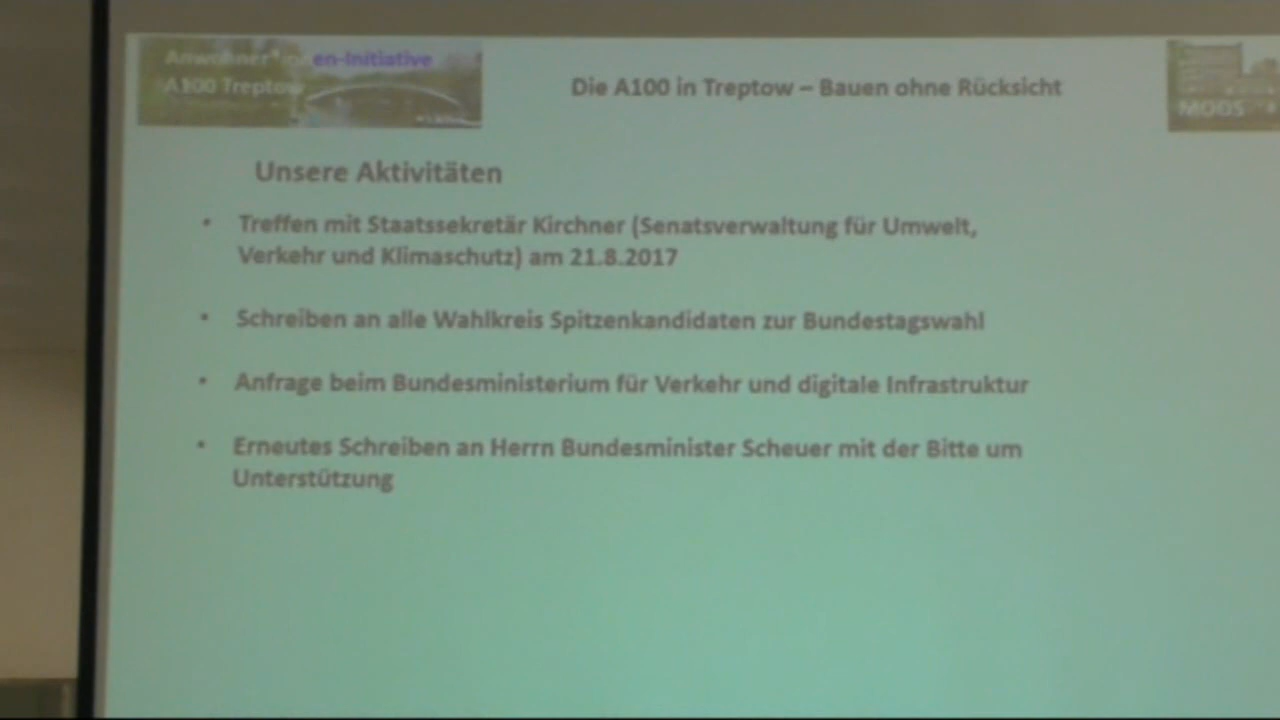 en-Initiative
A100 Treptow
Die A100 in Treptow – Bauen ohne Rücksicht
MOOS
Unsere Aktivitäten
• Treffen mit Staatssekretär Kirchner (Senatsverwaltung für Umwelt,
Verkehr und Klimaschutz) am 21.8.2017
• Schreiben an alle Wahlkreis Spitzenkandidaten zur Bundestagswahl
• Anfrage beim Bundesministerium für Verkehr und digitale Infrastruktur
• Erneutes Schreiben an Herrn Bundesminister Scheuer mit der Bitte um
Unterstützung